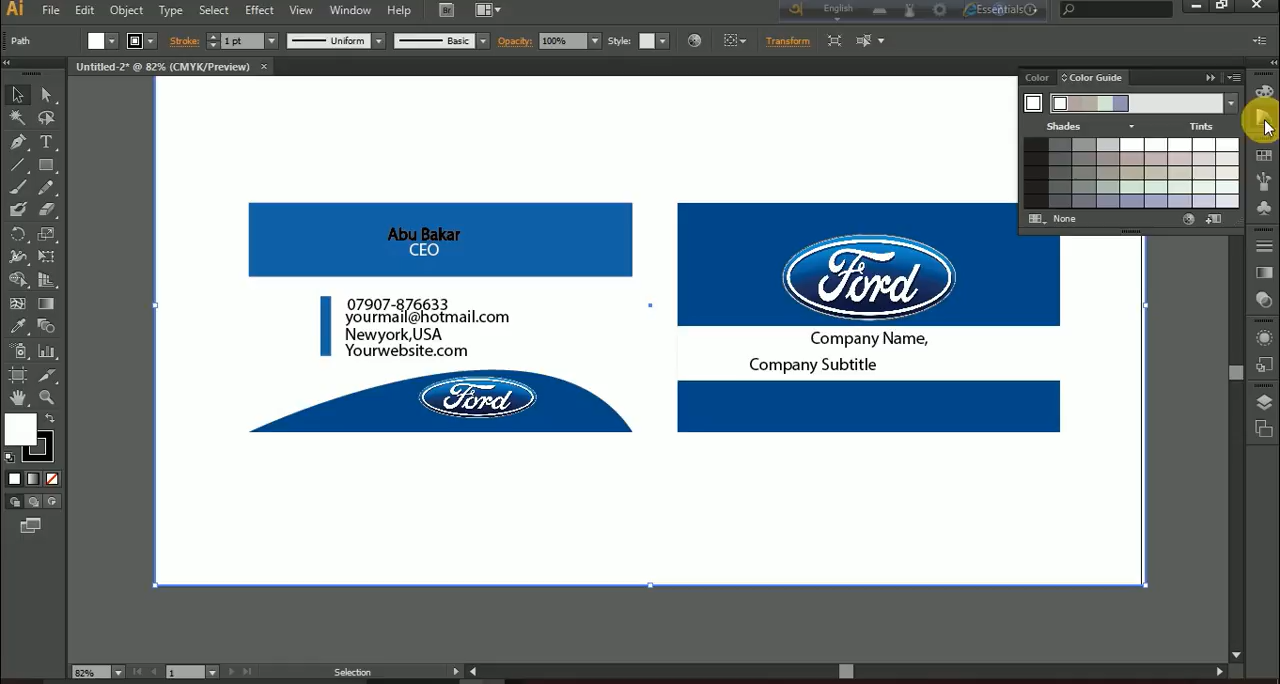 Ai File Edit Object Type Select Effect View Window Help Br English Essentials
Path Stroke: 1 pt Uniform Basic Opacity: 100% Style: Transform
Untitled-2* @ 82% (CMYK/Preview) ×
Color Color Guide
Shades Tints
None
Abu Bakar
CEO
07907-876633
yourmail@hotmail.com
Newyork,USA
Yourwebsite.com
Ford
Ford
Company Name,
Company Subtitle
82% 1 Selection